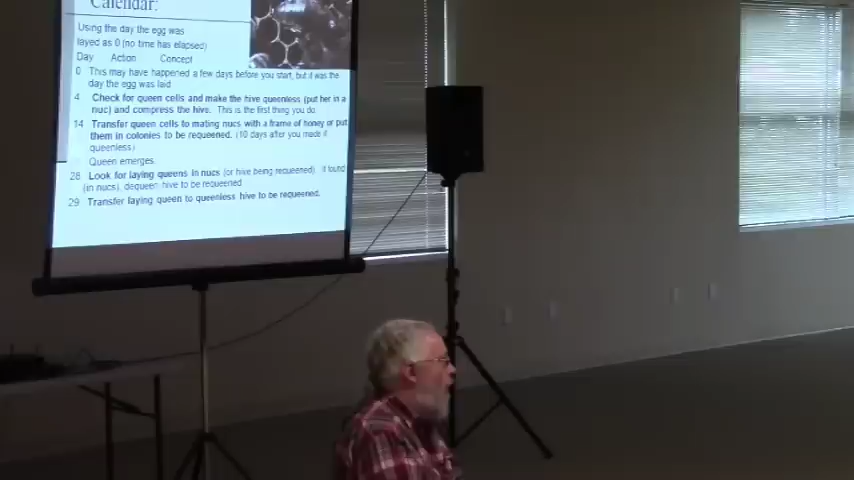 Calendar:
Using the day the egg was
layed as 0 (no time has elapsed)
Day Action Concept
0 This may have happened a few days before you start, but it was the
day the egg was laid
4 Check for queen cells and make the hive queenless (put her in a
nuc) and compress the hive. This is the first thing you do
14 Transfer queen cells to mating nucs with a frame of honey or put
them in colonies to be requeened. (10 days after you made it
queenless)
Queen emerges.
28 Look for laying queens in nucs (or hive being requeened). If found
(in nucs), dequeen hive to be requeened
29 Transfer laying queen to queenless hive to be requeened.